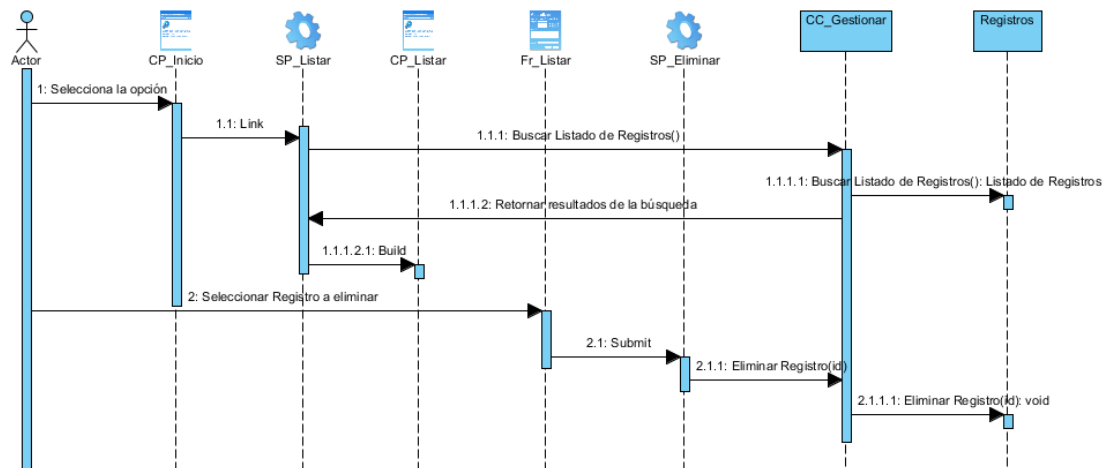 CC_Gestionar
Registros
Actor
CP_Inicio
SP_Listar
CP_Listar
Fr_Listar
SP_Eliminar
1: Selecciona la opción
1.1: Link
1.1.1: Buscar Listado de Registros()
1.1.1.1: Buscar Listado de Registros(): Listado de Registros
1.1.1.2: Retornar resultados de la búsqueda
1.1.1.2.1: Build
2: Seleccionar Registro a eliminar
2.1: Submit
2.1.1: Eliminar Registro(id)
2.1.1.1: Eliminar Registro(id): void